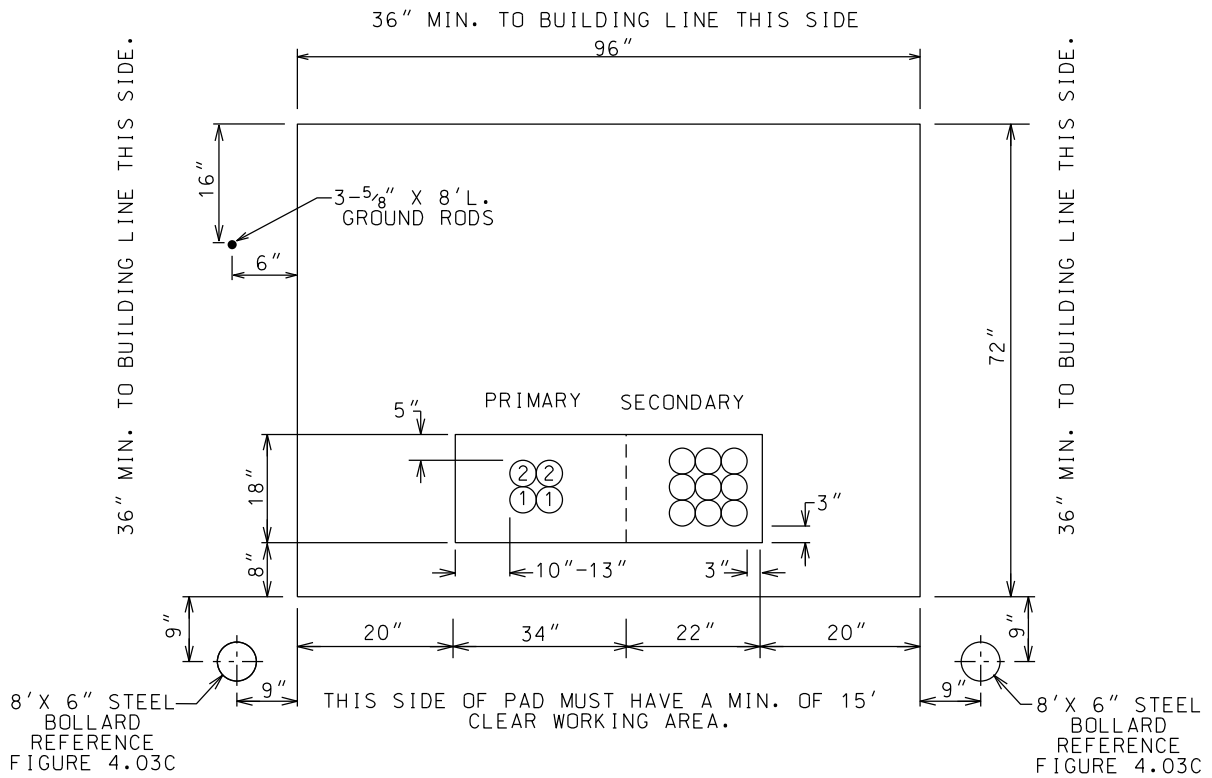 36" MIN. TO BUILDING LINE THIS SIDE
96"
36" MIN. TO BUILDING LINE THIS SIDE.
36" MIN. TO BUILDING LINE THIS SIDE.
16"
3-5/8" X 8'L.
GROUND RODS
6"
72"
PRIMARY SECONDARY
5"
2 2
1 1
18"
3"
8"
10"-13"
3"
9"
20"
34"
22"
20"
9"
9"
THIS SIDE OF PAD MUST HAVE A MIN. OF 15'
CLEAR WORKING AREA.
9"
8'X 6" STEEL
BOLLARD
REFERENCE
FIGURE 4.03C
8'X 6" STEEL
BOLLARD
REFERENCE
FIGURE 4.03C